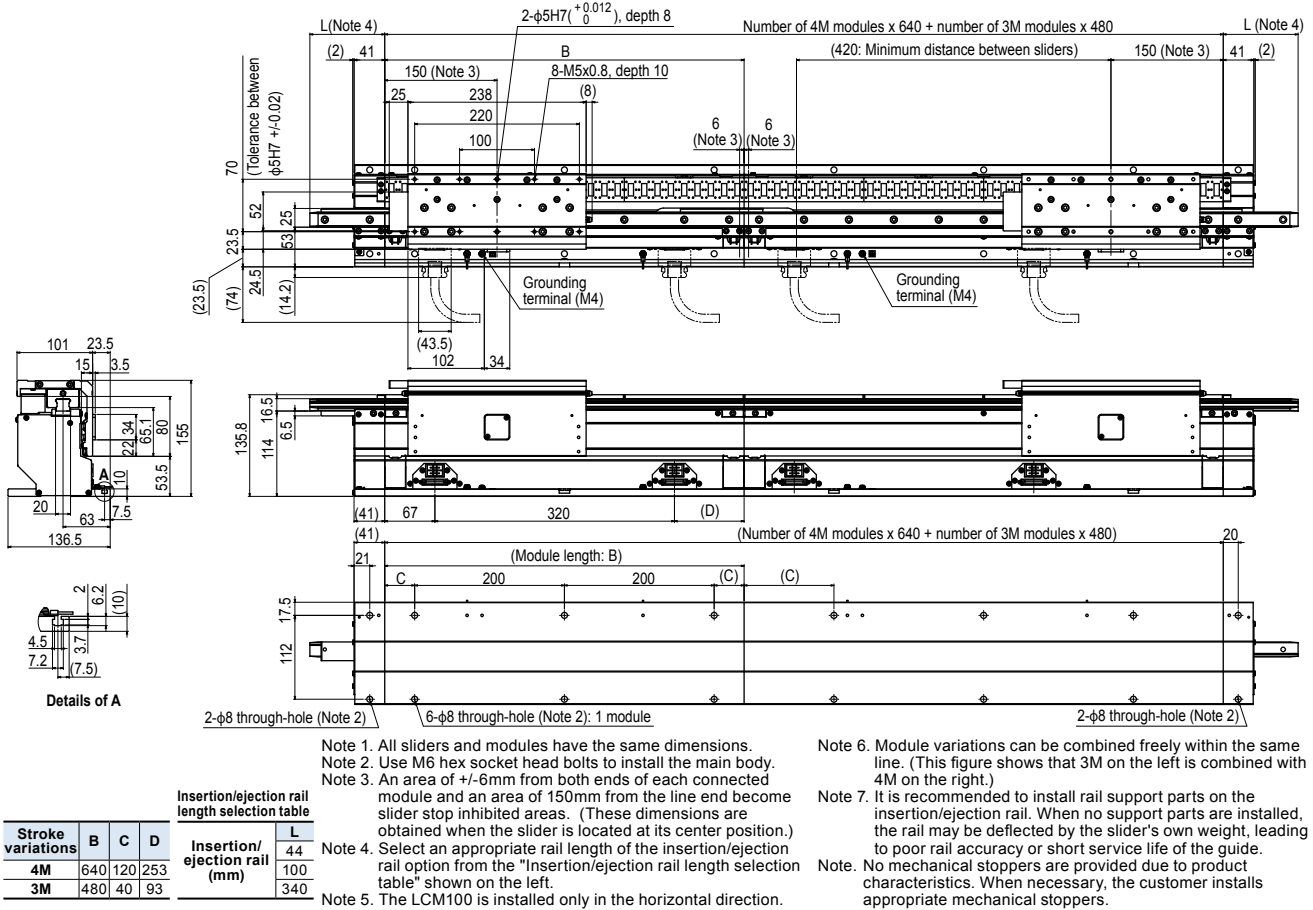 2-ϕ5H7( +0.012 0 ), depth 8
L(Note 4)
Number of 4M modules x 640 + number of 3M modules x 480
L (Note 4)
(2)
41
B
(420: Minimum distance between sliders)
150 (Note 3)
41
(2)
150 (Note 3)
8-M5x0.8, depth 10
25
238
(8)
220
100
6
(Note 3)
6
(Note 3)
(Tolerance between
ϕ5H7 +/-0.02)
70
52
25
53
23.5
24.5
(14.2)
(23.5)
(74)
Grounding
terminal (M4)
Grounding
terminal (M4)
(43.5)
102
34
101
23.5
15
3.5
22
34
65.1
80
155
53.5
A
10
20
63
7.5
136.5
135.8
114
16.5
6.5
(41)
67
320
(D)
(41)
(Number of 4M modules x 640 + number of 3M modules x 480)
20
21
(Module length: B)
C
200
200
(C)
(C)
17.5
112
2
6.2
(10)
4.5
3.7
7.2
(7.5)
Details of A
2-ϕ8 through-hole (Note 2)
6-ϕ8 through-hole (Note 2): 1 module
2-ϕ8 through-hole (Note 2)
Note 1. All sliders and modules have the same dimensions.
Note 2. Use M6 hex socket head bolts to install the main body.
Note 3. An area of +/-6mm from both ends of each connected
module and an area of 150mm from the line end become
slider stop inhibited areas. (These dimensions are
obtained when the slider is located at its center position.)
Note 4. Select an appropriate rail length of the insertion/ejection
rail option from the "Insertion/ejection rail length selection
table" shown on the left.
Note 5. The LCM100 is installed only in the horizontal direction.
Note 6. Module variations can be combined freely within the same
line. (This figure shows that 3M on the left is combined with
4M on the right.)
Note 7. It is recommended to install rail support parts on the
insertion/ejection rail. When no support parts are installed,
the rail may be deflected by the slider's own weight, leading
to poor rail accuracy or short service life of the guide.
Note. No mechanical stoppers are provided due to product
characteristics. When necessary, the customer installs
appropriate mechanical stoppers.
Stroke
variations B C D
4M 640 120 253
3M 480 40 93
Insertion/ejection rail
length selection table
Insertion/
ejection rail
(mm)
L
44
100
340